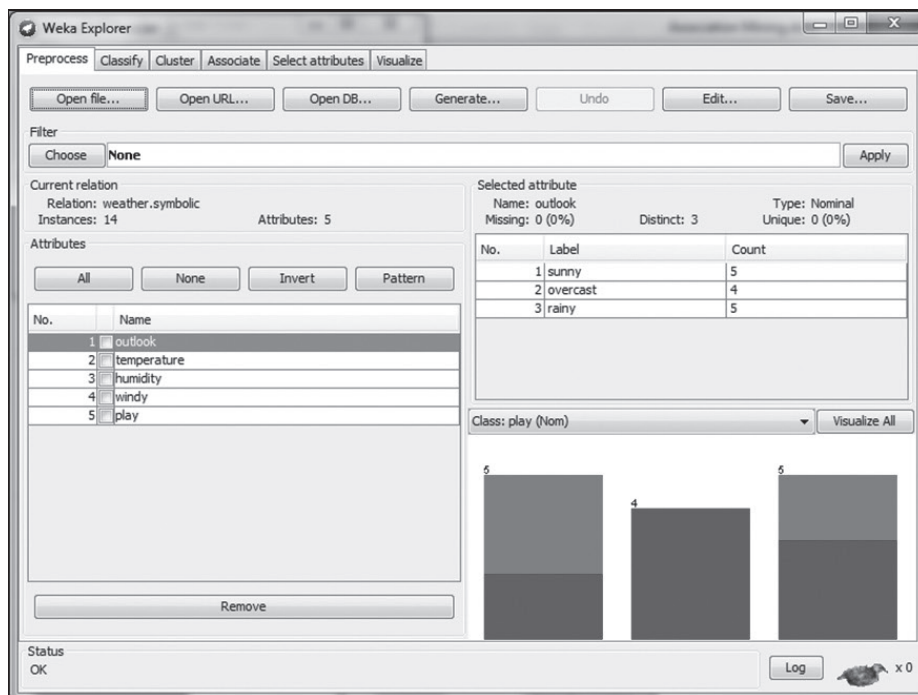 Weka Explorer
Preprocess Classify Cluster Associate Select attributes Visualize
Open file... Open URL... Open DB... Generate... Undo Edit... Save...
Filter
Choose None Apply
Current relation
Relation: weather.symbolic
Instances: 14 Attributes: 5
Attributes
All None Invert Pattern
No. Name
1 outlook
2 temperature
3 humidity
4 windy
5 play
Remove
Selected attribute
Name: outlook Type: Nominal
Missing: 0 (0%) Distinct: 3 Unique: 0 (0%)
No. Label Count
1 sunny 5
2 overcast 4
3 rainy 5
Class: play (Nom) Visualize All
5 4 5
Status
OK
Log x 0